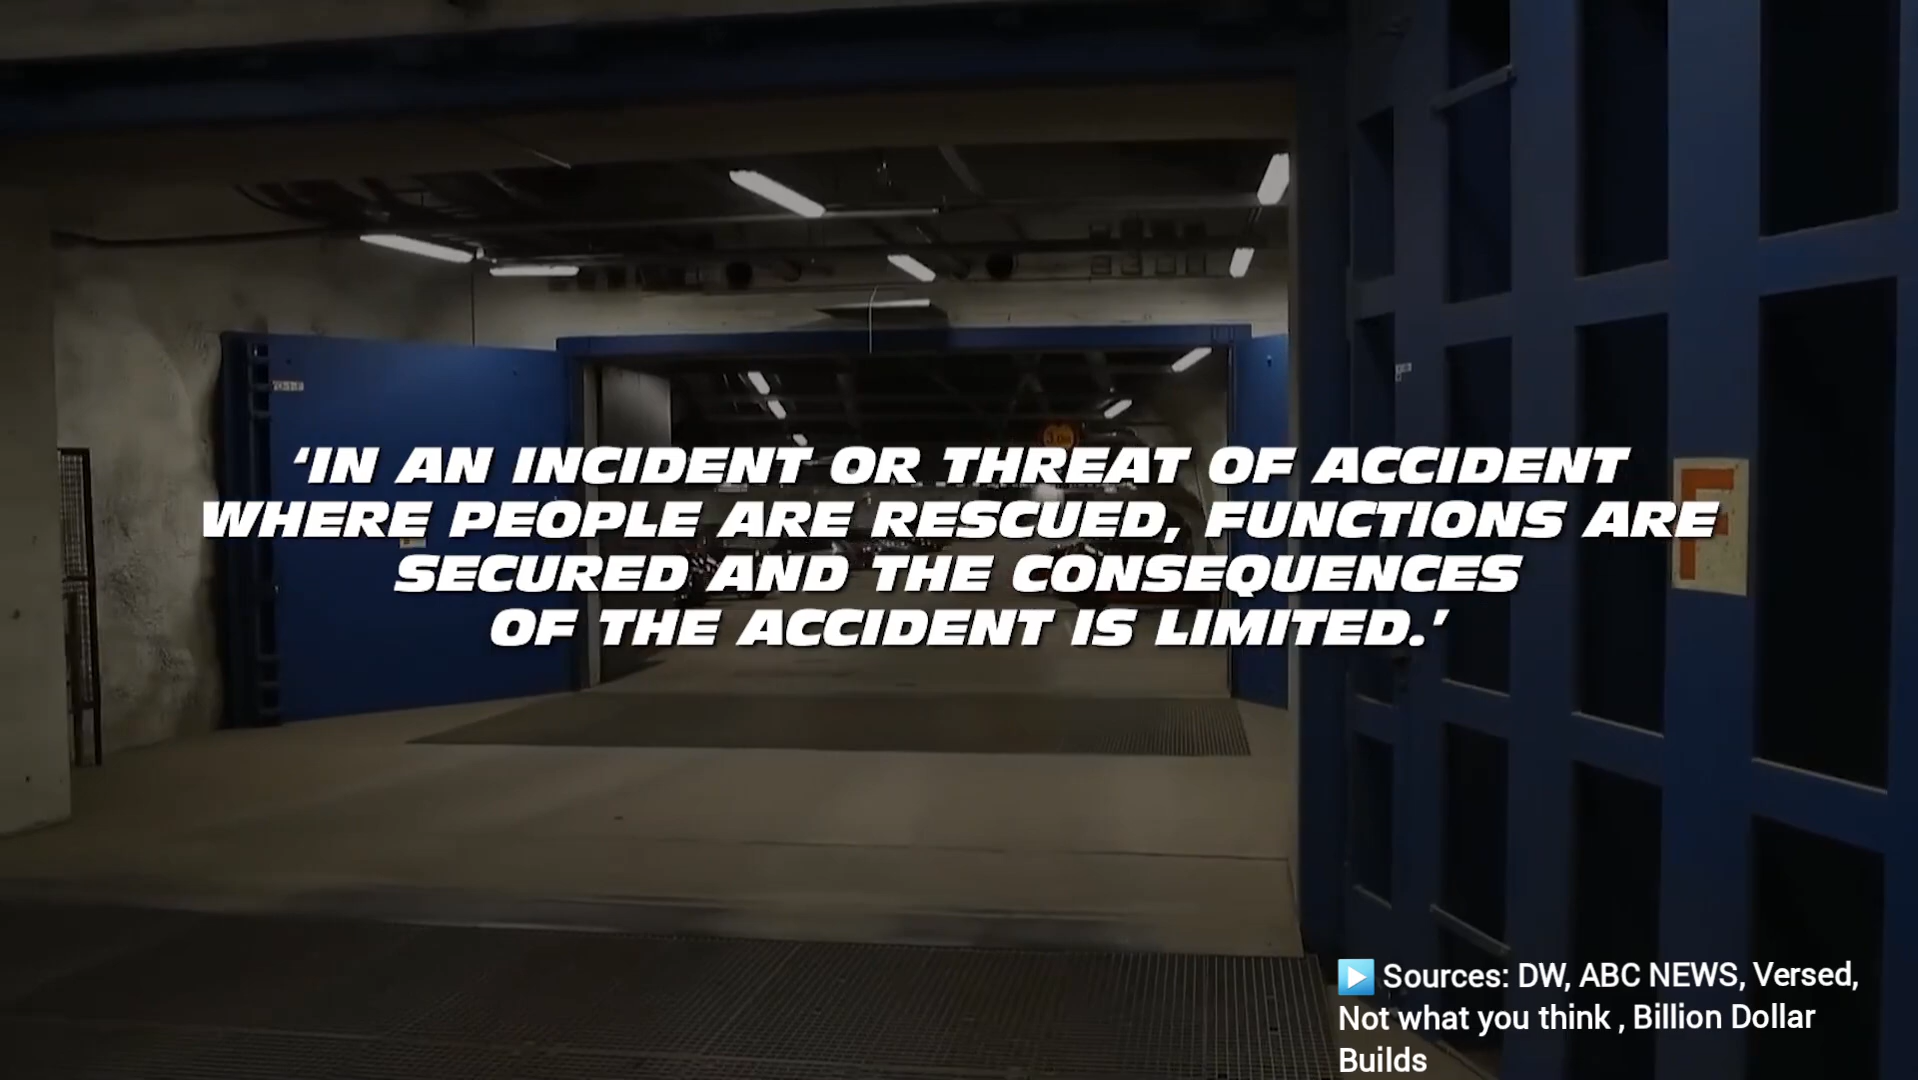 ‘IN AN INCIDENT OR THREAT OF ACCIDENT
WHERE PEOPLE ARE RESCUED, FUNCTIONS ARE
SECURED AND THE CONSEQUENCES
OF THE ACCIDENT IS LIMITED.’
F
▶ Sources: DW, ABC NEWS, Versed,
Not what you think , Billion Dollar
Builds